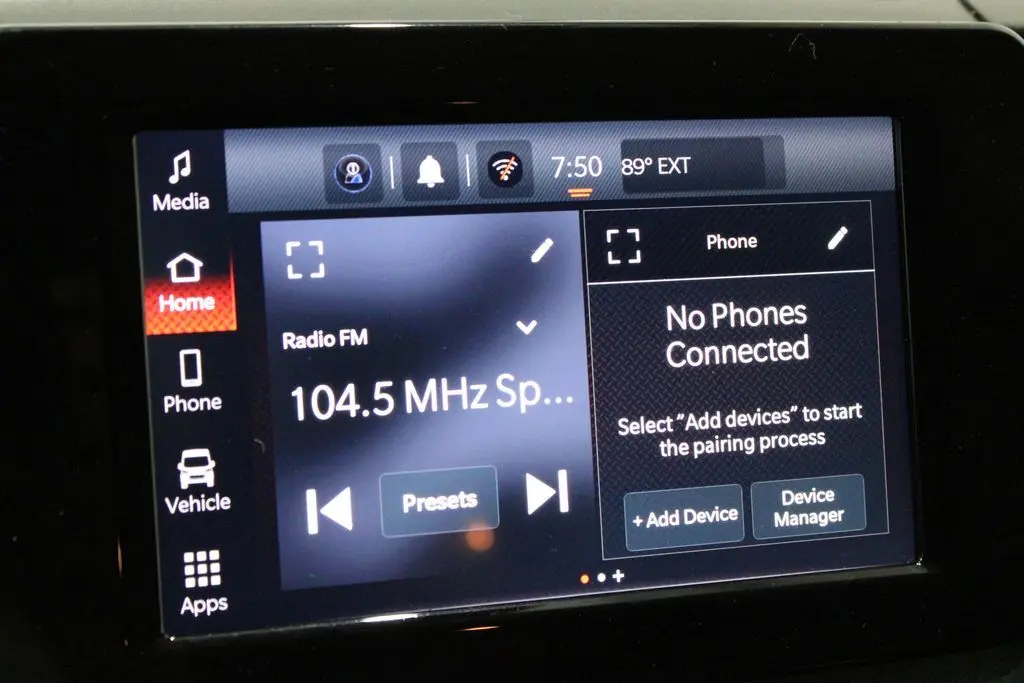 Media
7:50
89° EXT
Home
Phone
Vehicle
Apps
Radio FM
104.5 MHz Sp...
Presets
Phone
No Phones
Connected
Select "Add devices" to start
the pairing process
+ Add Device
Device
Manager